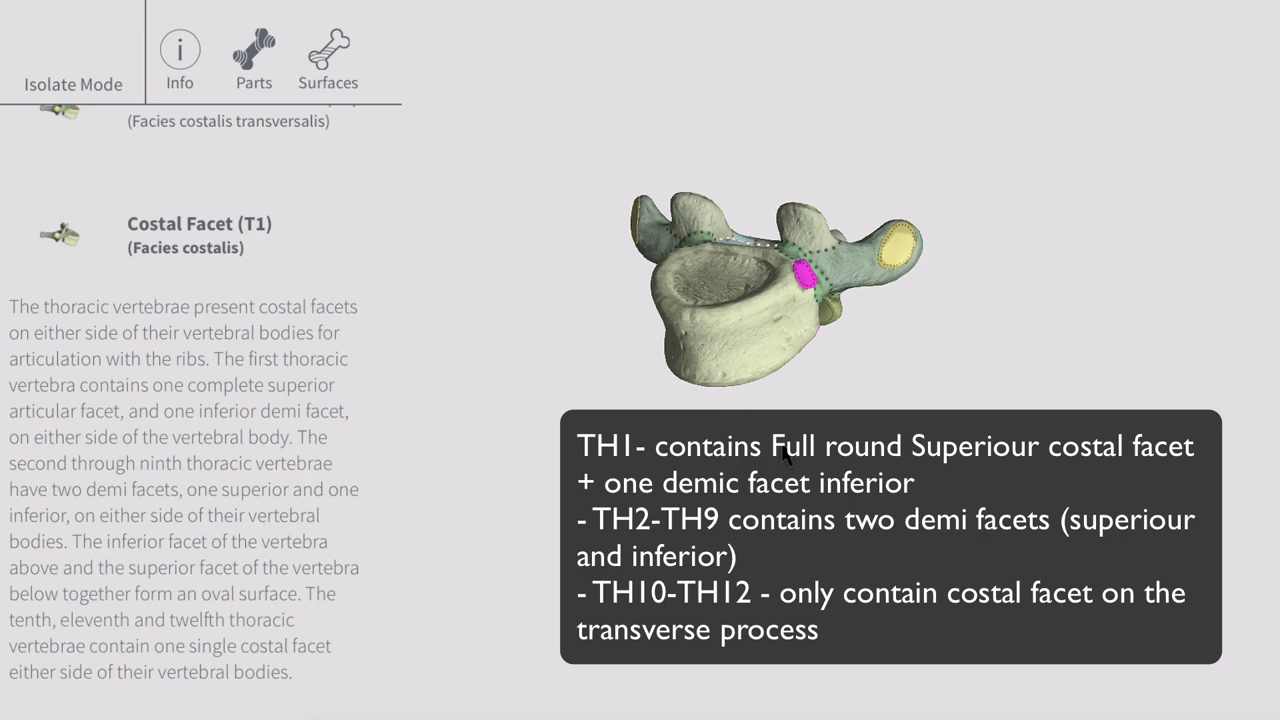 Isolate Mode
Info
Parts
Surfaces
(Facies costalis transversalis)
Costal Facet (T1)
(Facies costalis)
The thoracic vertebrae present costal facets
on either side of their vertebral bodies for
articulation with the ribs. The first thoracic
vertebra contains one complete superior
articular facet, and one inferior demi facet,
on either side of the vertebral body. The
second through ninth thoracic vertebrae
have two demi facets, one superior and one
inferior, on either side of their vertebral
bodies. The inferior facet of the vertebra
above and the superior facet of the vertebra
below together form an oval surface. The
tenth, eleventh and twelfth thoracic
vertebrae contain one single costal facet
either side of their vertebral bodies.
TH1- contains Full round Superiour costal facet
+ one demic facet inferior
- TH2-TH9 contains two demi facets (superiour
and inferior)
- TH10-TH12 - only contain costal facet on the
transverse process